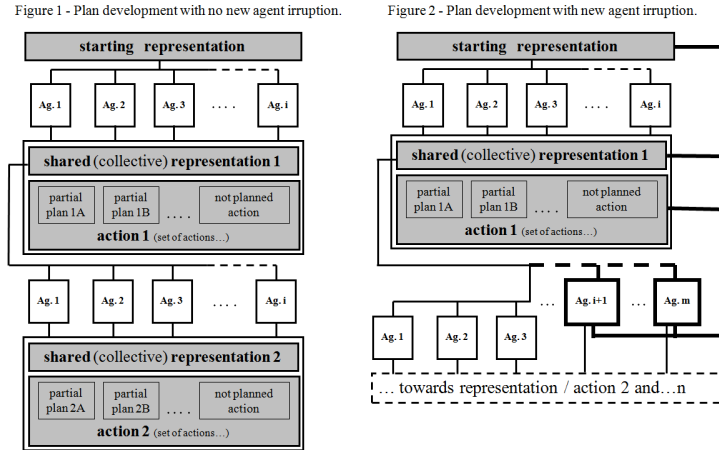 Figure 1 - Plan development with no new agent irruption.
starting representation
Ag. 1
Ag. 2
Ag. 3
. . . .
Ag. i
shared (collective) representation 1
partial
plan 1A
partial
plan 1B
. . . .
not planned
action
action 1 (set of actions…)
Ag. 1
Ag. 2
Ag. 3
. . . .
Ag. i
shared (collective) representation 2
partial
plan 2A
partial
plan 2B
. . . .
not planned
action
action 2 (set of actions…)
Figure 2 - Plan development with new agent irruption.
starting representation
Ag. 1
Ag. 2
Ag. 3
. . . .
Ag. i
shared (collective) representation 1
partial
plan 1A
partial
plan 1B
. . . .
not planned
action
action 1 (set of actions…)
Ag. 1
Ag. 2
Ag. 3
…
Ag. i+1
…
Ag. m
… towards representation / action 2 and…n